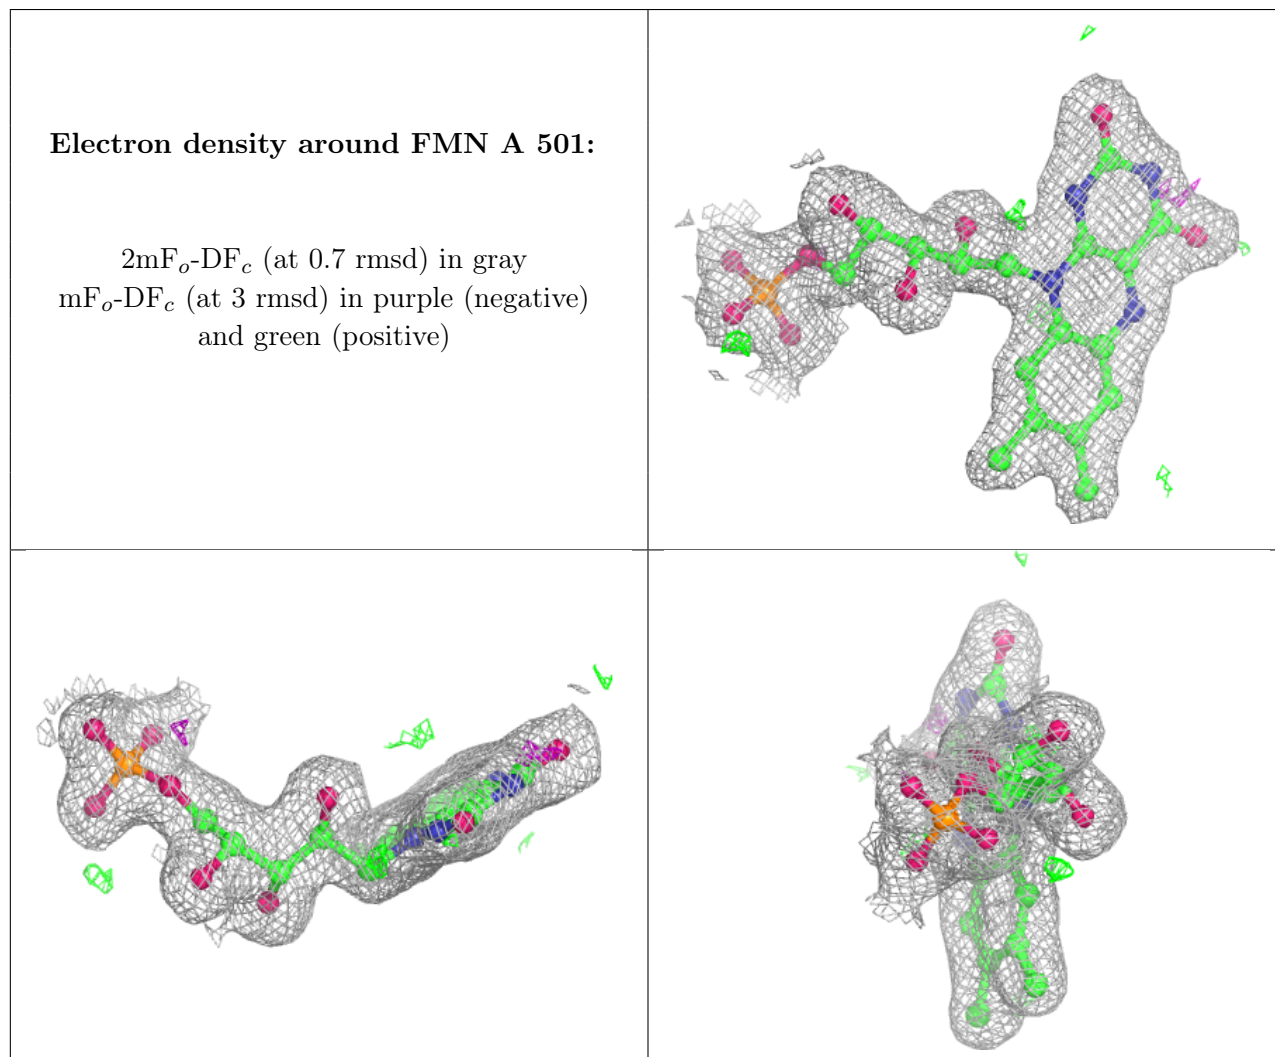 Electron density around FMN A 501:
2mFo-DFc (at 0.7 rmsd) in gray
mFo-DFc (at 3 rmsd) in purple (negative)
and green (positive)